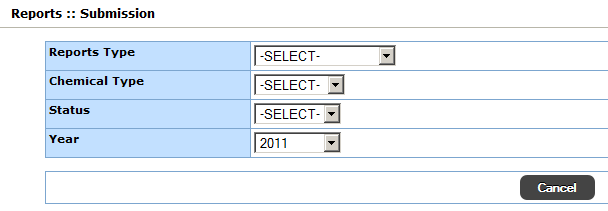 Reports :: Submission
Reports Type -SELECT-
Chemical Type -SELECT-
Status -SELECT-
Year 2011
Cancel